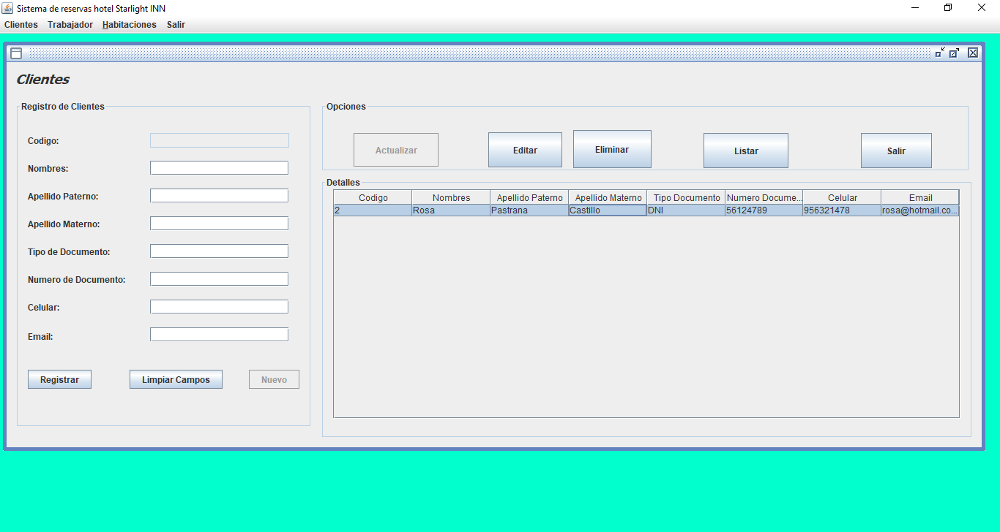 Sistema de reservas hotel Starlight INN
Clientes Trabajador Habitaciones Salir
Clientes
Registro de Clientes
Codigo:
Nombres:
Apellido Paterno:
Apellido Materno:
Tipo de Documento:
Numero de Documento:
Celular:
Email:
Registrar Limpiar Campos Nuevo
Opciones
Actualizar Editar Eliminar Listar Salir
Detalles
Codigo Nombres Apellido Paterno Apellido Materno Tipo Documento Numero Docume... Celular Email
2 Rosa Pastrana Castillo DNI 56124789 956321478 rosa@hotmail.co...